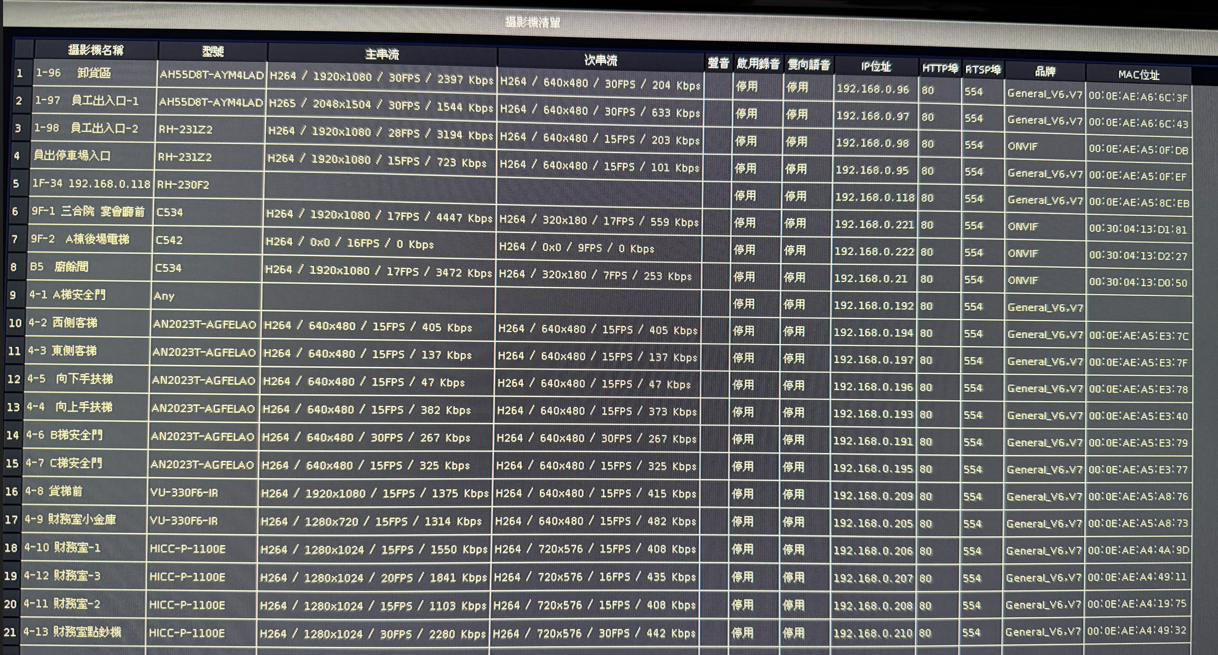 攝影機清單
攝影機名稱 型號 主串流 次串流 聲音 啟用錄音 雙向語音 IP位址 HTTP埠 RTSP埠 品牌 MAC位址
1 1-96 卸貨區 AH55D8T-AYM4LAD H264 / 1920x1080 / 30FPS / 2397 Kbps H264 / 640x480 / 30FPS / 204 Kbps 停用 停用 192.168.0.96 80 554 General_V6,V7 00:0E:AE:A6:6C:3F
2 1-97 員工出入口-1 AH55D8T-AYM4LAD H265 / 2048x1504 / 30FPS / 1544 Kbps H264 / 640x480 / 30FPS / 633 Kbps 停用 停用 192.168.0.97 80 554 General_V6,V7 00:0E:AE:A6:6C:43
3 1-98 員工出入口-2 RH-231Z2 H264 / 1920x1080 / 28FPS / 3194 Kbps H264 / 640x480 / 15FPS / 203 Kbps 停用 停用 192.168.0.98 80 554 ONVIF 00:0E:AE:A5:0F:DB
4 員出停車場入口 RH-231Z2 H264 / 1920x1080 / 15FPS / 723 Kbps H264 / 640x480 / 15FPS / 101 Kbps 停用 停用 192.168.0.95 80 554 General_V6,V7 00:0E:AE:A5:0F:EF
5 1F-34 192.168.0.118 RH-230F2 停用 停用 192.168.0.118 80 554 General_V6,V7 00:0E:AE:A5:8C:EB
6 9F-1 三合院 宴會廳前 C534 H264 / 1920x1080 / 17FPS / 4447 Kbps H264 / 320x180 / 17FPS / 559 Kbps 停用 停用 192.168.0.221 80 554 ONVIF 00:30:04:13:D1:81
7 9F-2 A棟後場電梯 C542 H264 / 0x0 / 16FPS / 0 Kbps H264 / 0x0 / 9FPS / 0 Kbps 停用 停用 192.168.0.222 80 554 ONVIF 00:30:04:13:D2:27
8 B5 廚餘間 C534 H264 / 1920x1080 / 17FPS / 3472 Kbps H264 / 320x180 / 7FPS / 253 Kbps 停用 停用 192.168.0.21 80 554 ONVIF 00:30:04:13:D0:50
9 4-1 A梯安全門 Any 停用 停用 192.168.0.192 80 554 General_V6,V7
10 4-2 西側客梯 AN2023T-AGFELAO H264 / 640x480 / 15FPS / 405 Kbps H264 / 640x480 / 15FPS / 405 Kbps 停用 停用 192.168.0.194 80 554 General_V6,V7 00:0E:AE:A5:E3:7C
11 4-3 東側客梯 AN2023T-AGFELAO H264 / 640x480 / 15FPS / 137 Kbps H264 / 640x480 / 15FPS / 137 Kbps 停用 停用 192.168.0.197 80 554 General_V6,V7 00:0E:AE:A5:E3:7F
12 4-5 向下手扶梯 AN2023T-AGFELAO H264 / 640x480 / 15FPS / 47 Kbps H264 / 640x480 / 15FPS / 47 Kbps 停用 停用 192.168.0.196 80 554 General_V6,V7 00:0E:AE:A5:E3:78
13 4-4 向上手扶梯 AN2023T-AGFELAO H264 / 640x480 / 15FPS / 382 Kbps H264 / 640x480 / 15FPS / 373 Kbps 停用 停用 192.168.0.193 80 554 General_V6,V7 00:0E:AE:A5:E3:40
14 4-6 B梯安全門 AN2023T-AGFELAO H264 / 640x480 / 30FPS / 267 Kbps H264 / 640x480 / 30FPS / 267 Kbps 停用 停用 192.168.0.191 80 554 General_V6,V7 00:0E:AE:A5:E3:79
15 4-7 C梯安全門 AN2023T-AGFELAO H264 / 640x480 / 15FPS / 325 Kbps H264 / 640x480 / 15FPS / 325 Kbps 停用 停用 192.168.0.195 80 554 General_V6,V7 00:0E:AE:A5:E3:77
16 4-8 貨梯前 VU-330F6-IR H264 / 1920x1080 / 15FPS / 1375 Kbps H264 / 640x480 / 15FPS / 415 Kbps 停用 停用 192.168.0.209 80 554 General_V6,V7 00:0E:AE:A5:A8:76
17 4-9 財務室小金庫 VU-330F6-IR H264 / 1280x720 / 15FPS / 1314 Kbps H264 / 640x480 / 15FPS / 482 Kbps 停用 停用 192.168.0.205 80 554 General_V6,V7 00:0E:AE:A5:A8:73
18 4-10 財務室-1 HICC-P-1100E H264 / 1280x1024 / 15FPS / 1550 Kbps H264 / 720x576 / 15FPS / 408 Kbps 停用 停用 192.168.0.206 80 554 General_V6,V7 00:0E:AE:A4:4A:9D
19 4-12 財務室-3 HICC-P-1100E H264 / 1280x1024 / 20FPS / 1841 Kbps H264 / 720x576 / 16FPS / 435 Kbps 停用 停用 192.168.0.207 80 554 General_V6,V7 00:0E:AE:A4:49:11
20 4-11 財務室-2 HICC-P-1100E H264 / 1280x1024 / 15FPS / 1103 Kbps H264 / 720x576 / 15FPS / 408 Kbps 停用 停用 192.168.0.208 80 554 General_V6,V7 00:0E:AE:A4:19:75
21 4-13 財務室點鈔機 HICC-P-1100E H264 / 1280x1024 / 30FPS / 2280 Kbps H264 / 720x576 / 30FPS / 442 Kbps 停用 停用 192.168.0.210 80 554 General_V6,V7 00:0E:AE:A4:49:32